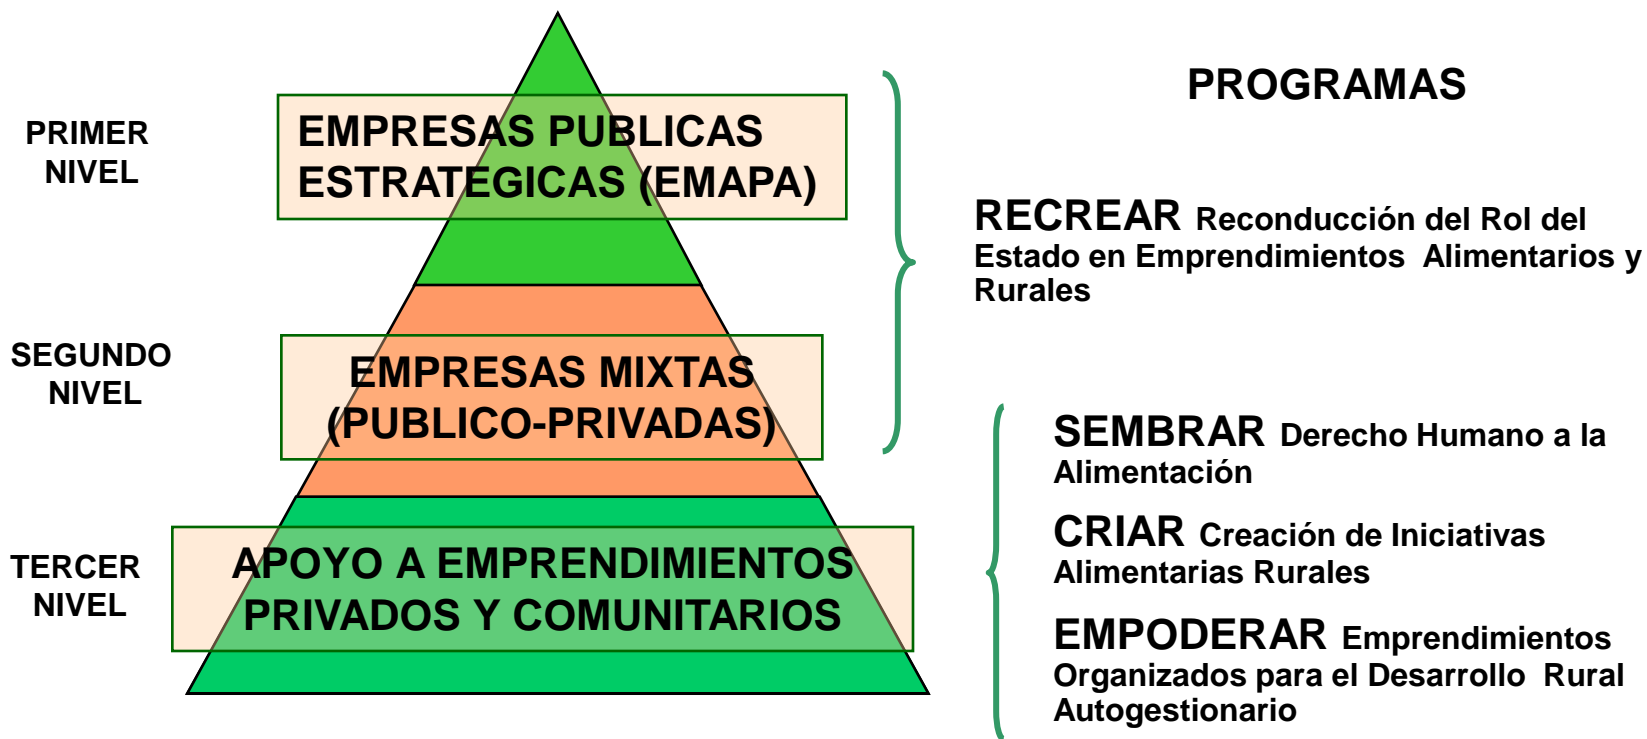 PROGRAMAS
PRIMER
NIVEL
EMPRESAS PUBLICAS
ESTRATEGICAS (EMAPA)
RECREAR Reconducción del Rol del
Estado en Emprendimientos Alimentarios y
Rurales
SEGUNDO
NIVEL
EMPRESAS MIXTAS
(PUBLICO-PRIVADAS)
SEMBRAR Derecho Humano a la
Alimentación
CRIAR Creación de Iniciativas
Alimentarias Rurales
EMPODERAR Emprendimientos
Organizados para el Desarrollo Rural
Autogestionario
TERCER
NIVEL
APOYO A EMPRENDIMIENTOS
PRIVADOS Y COMUNITARIOS